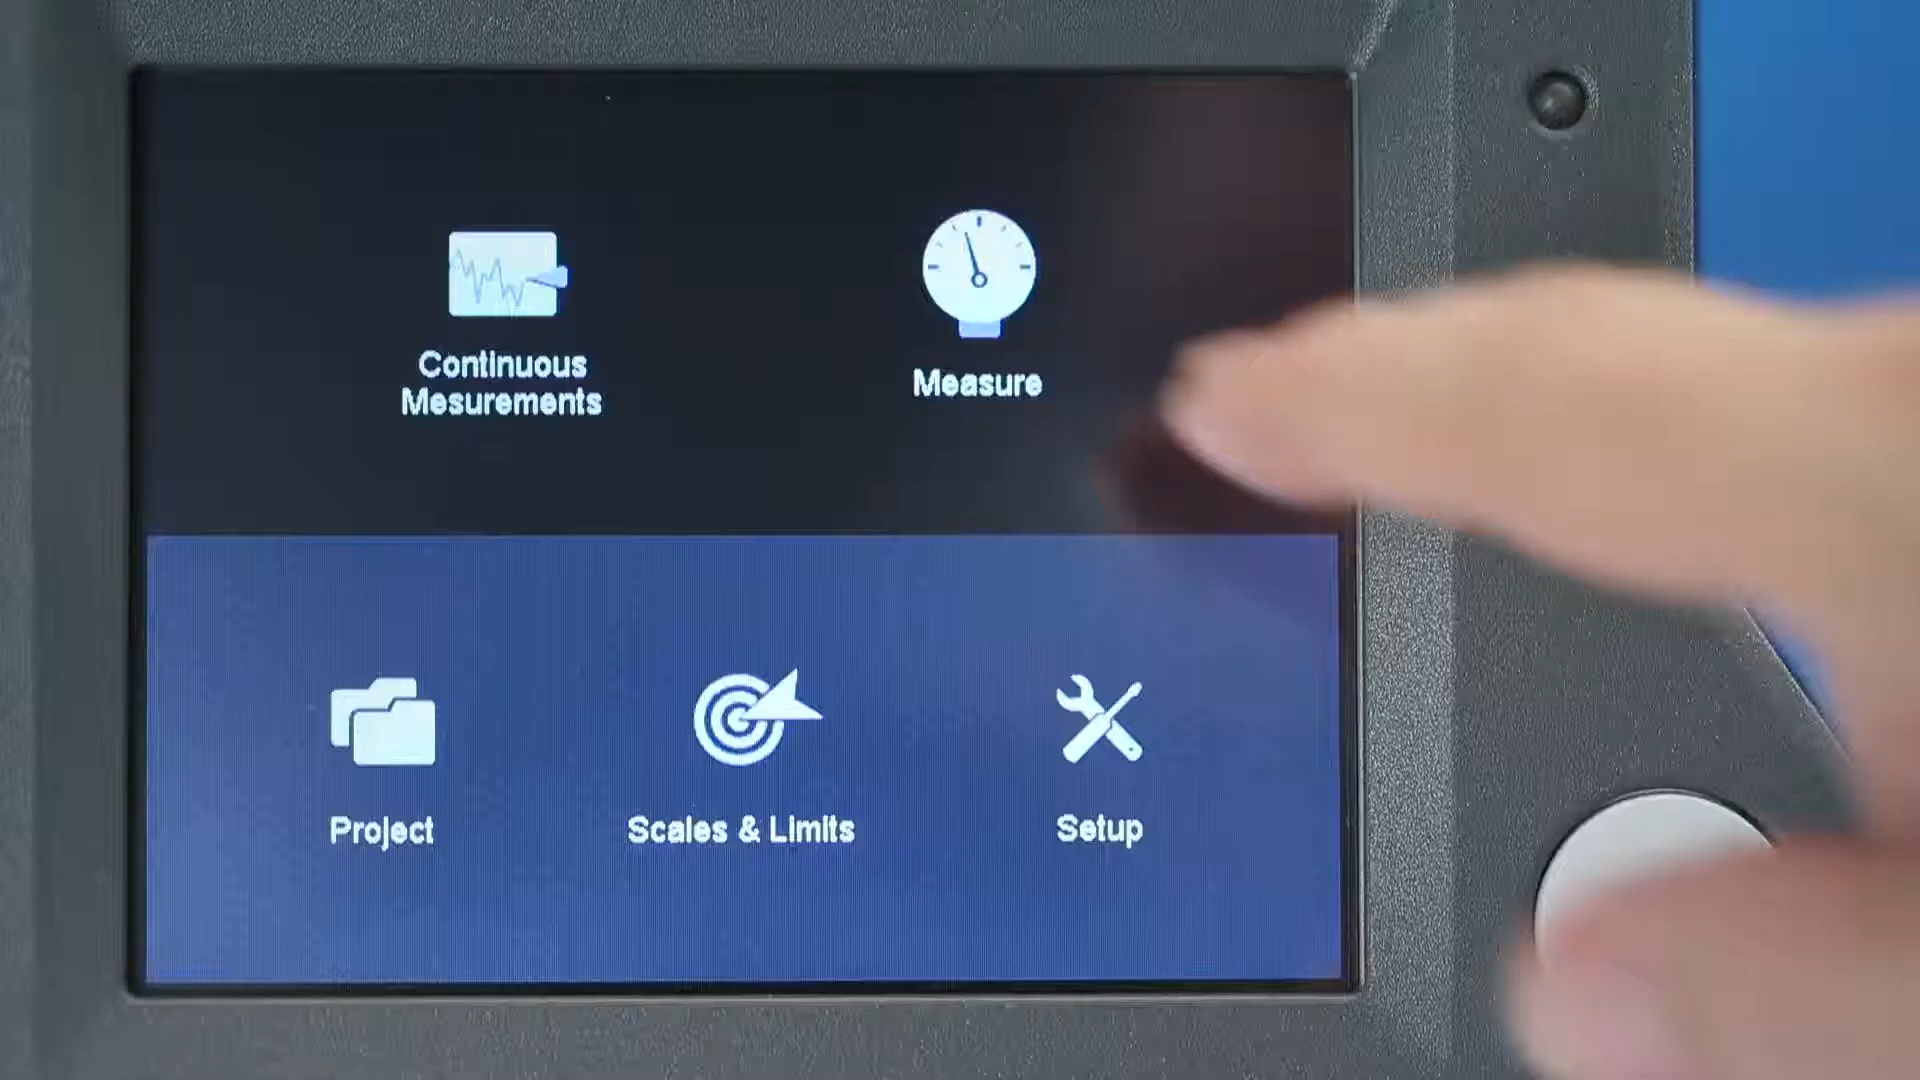 Continuous
Mesurements
Measure
Project
Scales & Limits
Setup